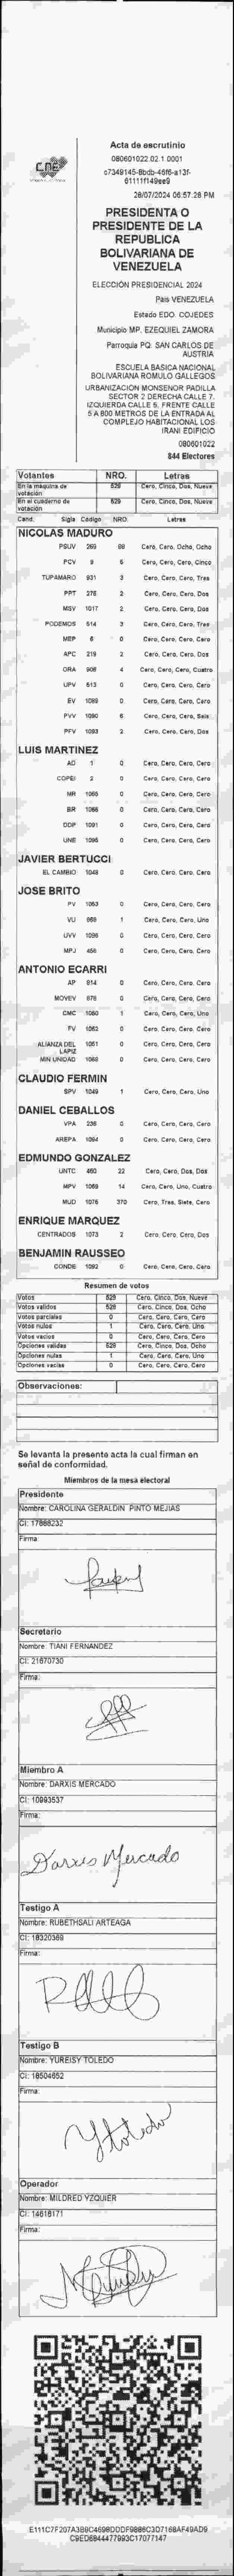 CNE
Acta de escrutinio
080601022.02.1.0001
c7349145-8bdb-46f6-a13f-
61111f149ee9
28/07/2024 06:57:28 PM
PRESIDENTA O
PRESIDENTE DE LA
REPUBLICA
BOLIVARIANA DE
VENEZUELA
ELECCIÓN PRESIDENCIAL 2024
País VENEZUELA
Estado EDO. COJEDES
Municipio MP. EZEQUIEL ZAMORA
Parroquia PQ. SAN CARLOS DE
AUSTRIA
ESCUELA BASICA NACIONAL
BOLIVARIANA ROMULO GALLEGOS
URBANIZACIÓN MONSEÑOR PADILLA
SECTOR 2 DERECHA CALLE 7.
IZQUIERDA CALLE 5. FRENTE CALLE
5 A 800 METROS DE LA ENTRADA AL
COMPLEJO HABITACIONAL LOS
IRANI EDIFICIO
080601022
844 Electores
Votantes NRO. Letras
En la máquina de votación 529 Cero, Cinco, Dos, Nueve
En el cuaderno de votación 529 Cero, Cinco, Dos, Nueve
Cand. Sigla Código NRO. Letras
NICOLAS MADURO
PSUV 269 88 Cero, Cero, Ocho, Ocho
PCV 9 5 Cero, Cero, Cero, Cinco
TUPAMARO 931 3 Cero, Cero, Cero, Tres
PPT 276 2 Cero, Cero, Cero, Dos
MSV 1017 2 Cero, Cero, Cero, Dos
PODEMOS 514 3 Cero, Cero, Cero, Tres
MEP 6 0 Cero, Cero, Cero, Cero
APC 219 2 Cero, Cero, Cero, Dos
ORA 908 4 Cero, Cero, Cero, Cuatro
UPV 513 0 Cero, Cero, Cero, Cero
EV 1089 0 Cero, Cero, Cero, Cero
PVV 1090 6 Cero, Cero, Cero, Seis
PFV 1093 2 Cero, Cero, Cero, Dos
LUIS MARTINEZ
AD 1 0 Cero, Cero, Cero, Cero
COPEI 2 0 Cero, Cero, Cero, Cero
MR 1065 0 Cero, Cero, Cero, Cero
BR 1066 0 Cero, Cero, Cero, Cero
DDP 1091 0 Cero, Cero, Cero, Cero
UNE 1095 0 Cero, Cero, Cero, Cero
JAVIER BERTUCCI
EL CAMBIO 1048 0 Cero, Cero, Cero, Cero
JOSE BRITO
PV 1053 0 Cero, Cero, Cero, Cero
VU 969 1 Cero, Cero, Cero, Uno
UVV 1096 0 Cero, Cero, Cero, Cero
MPJ 456 0 Cero, Cero, Cero, Cero
ANTONIO ECARRI
AP 914 0 Cero, Cero, Cero, Cero
MOVEV 878 0 Cero, Cero, Cero, Cero
CMC 1050 1 Cero, Cero, Cero, Uno
FV 1052 0 Cero, Cero, Cero, Cero
ALIANZA DEL LAPIZ 1051 0 Cero, Cero, Cero, Cero
MIN UNIDAD 1068 0 Cero, Cero, Cero, Cero
CLAUDIO FERMIN
SPV 1049 1 Cero, Cero, Cero, Uno
DANIEL CEBALLOS
VPA 236 0 Cero, Cero, Cero, Cero
AREPA 1094 0 Cero, Cero, Cero, Cero
EDMUNDO GONZALEZ
UNTC 460 22 Cero, Cero, Dos, Dos
MPV 1069 14 Cero, Cero, Uno, Cuatro
MUD 1076 370 Cero, Tres, Siete, Cero
ENRIQUE MARQUEZ
CENTRADOS 1073 2 Cero, Cero, Cero, Dos
BENJAMIN RAUSSEO
CONDE 1092 0 Cero, Cero, Cero, Cero
Resumen de votos
Votos 529 Cero, Cinco, Dos, Nueve
Votos validos 528 Cero, Cinco, Dos, Ocho
Votos parciales 0 Cero, Cero, Cero, Cero
Votos nulos 1 Cero, Cero, Cero, Uno
Votos vacios 0 Cero, Cero, Cero, Cero
Opciones validas 528 Cero, Cinco, Dos, Ocho
Opciones nulas 1 Cero, Cero, Cero, Uno
Opciones vacias 0 Cero, Cero, Cero, Cero
Observaciones:
Se levanta la presente acta la cual firman en
señal de conformidad.
Miembros de la mesa electoral
Presidente
Nombre: CAROLINA GERALDIN PINTO MEJIAS
CI: 17888232
Firma:
Secretario
Nombre: TIANI FERNANDEZ
CI: 21670730
Firma:
Miembro A
Nombre: DARXIS MERCADO
CI: 10993537
Firma:
Darxis Mercado
Testigo A
Nombre: RUBETHSALI ARTEAGA
CI: 18320369
Firma:
Testigo B
Nombre: YUREISY TOLEDO
CI: 18504652
Firma:
YToledo
Operador
Nombre: MILDRED YZQUIER
CI: 14618171
Firma:
E111C7F207A3B9C4698DDDF9886C3D7168AF49AD9
C9ED6844477993C17077147